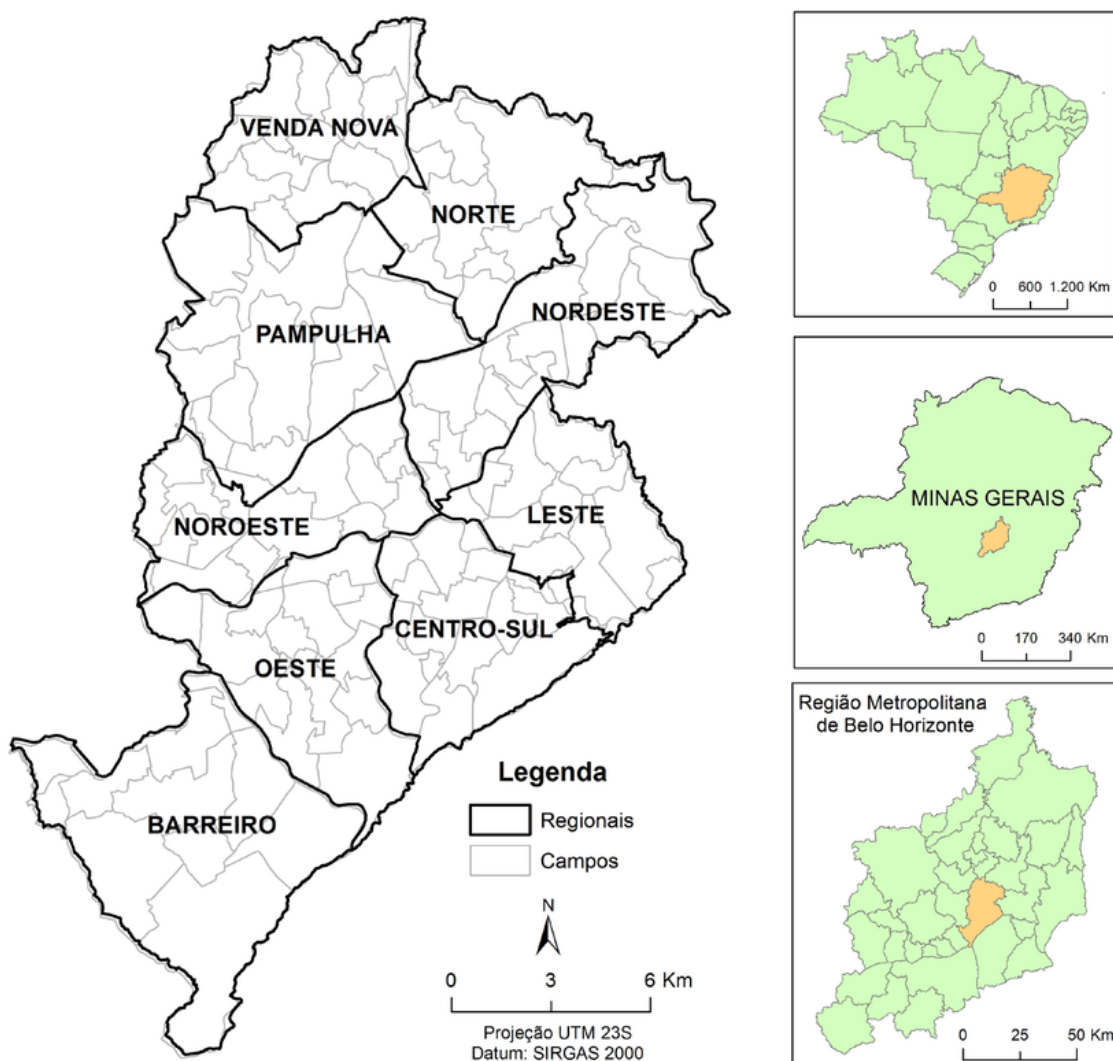 VENDA NOVA
NORTE
NORDESTE
PAMPULHA
NOROESTE
LESTE
CENTRO-SUL
OESTE
BARREIRO
Legenda
Regionais
Campos
N
0 3 6 Km
Projeção UTM 23S
Datum: SIRGAS 2000
0 600 1.200 Km
MINAS GERAIS
0 170 340 Km
Região Metropolitana
de Belo Horizonte
0 25 50 Km